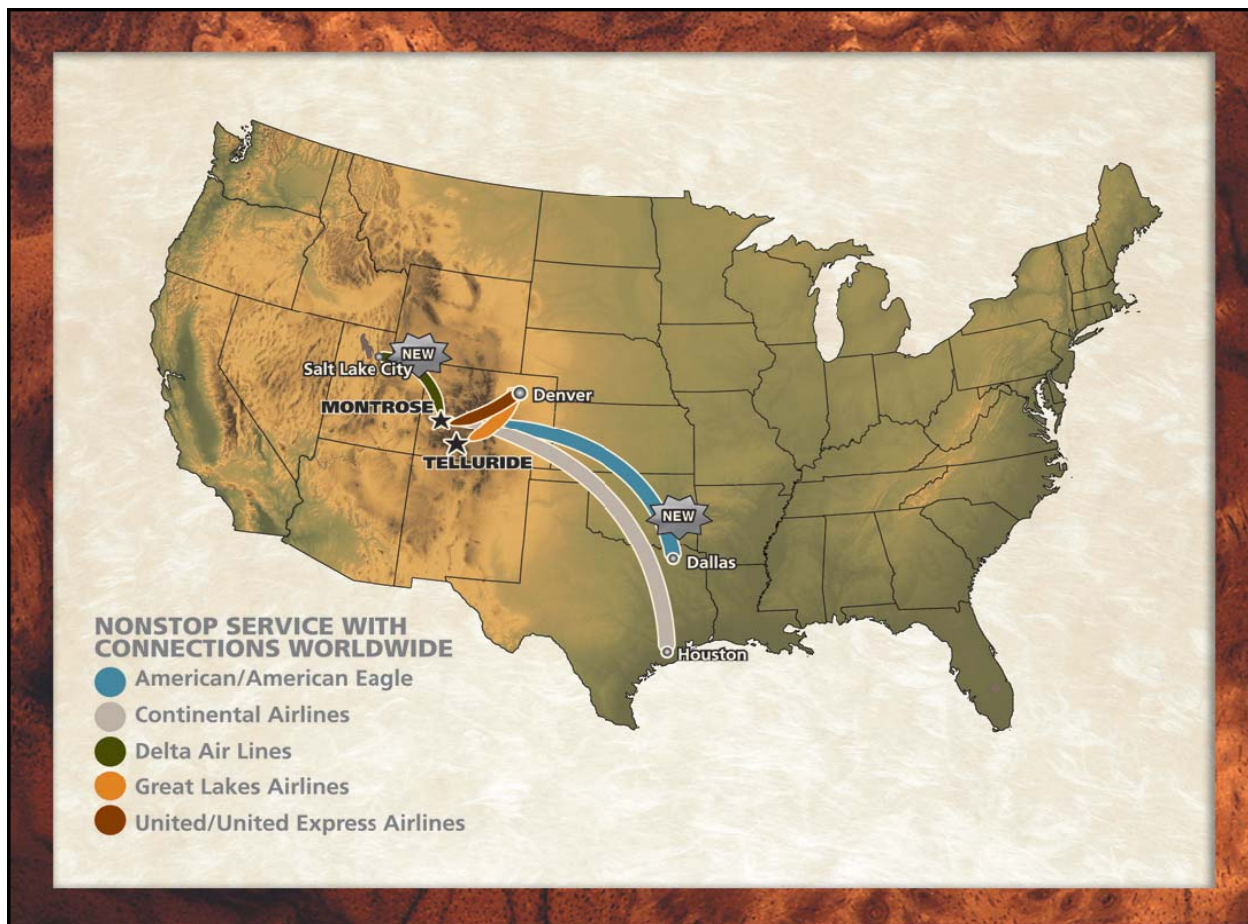 NEW
Salt Lake City
Denver
MONTROSE
TELLURIDE
NEW
Dallas
Houston
NONSTOP SERVICE WITH
CONNECTIONS WORLDWIDE
American/American Eagle
Continental Airlines
Delta Air Lines
Great Lakes Airlines
United/United Express Airlines